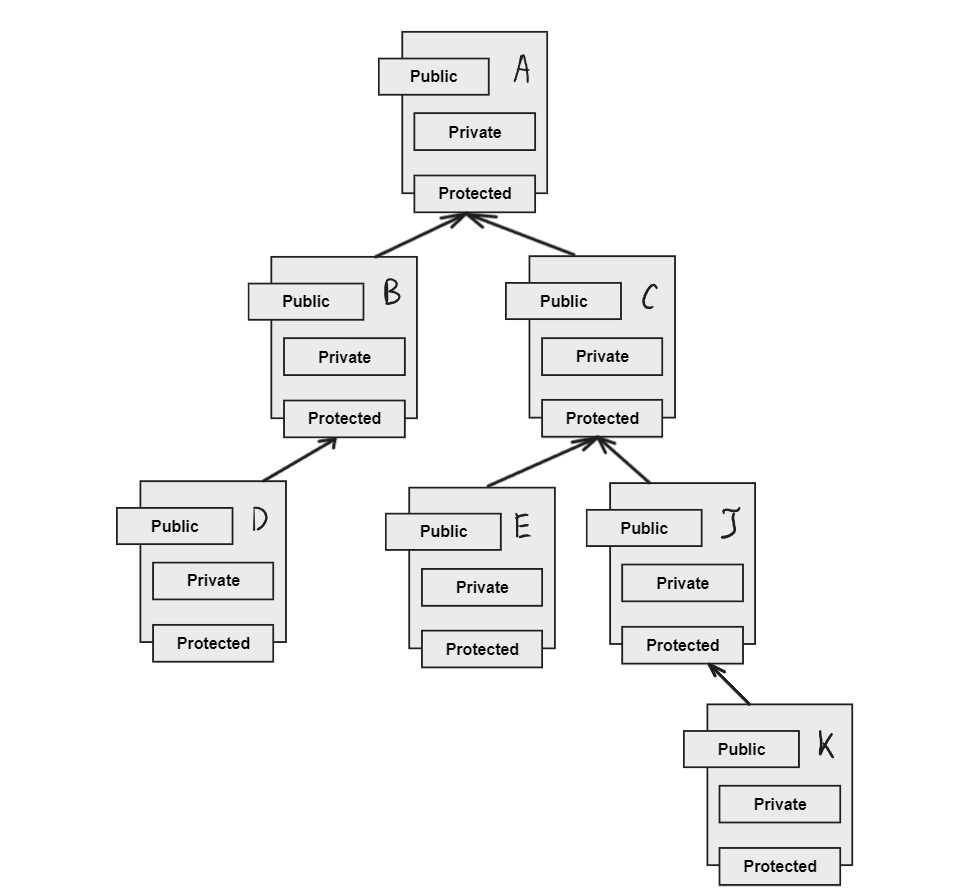 Public A
Private
Protected
Public B
Private
Protected
Public C
Private
Protected
Public D
Private
Protected
Public E
Private
Protected
Public J
Private
Protected
Public K
Private
Protected